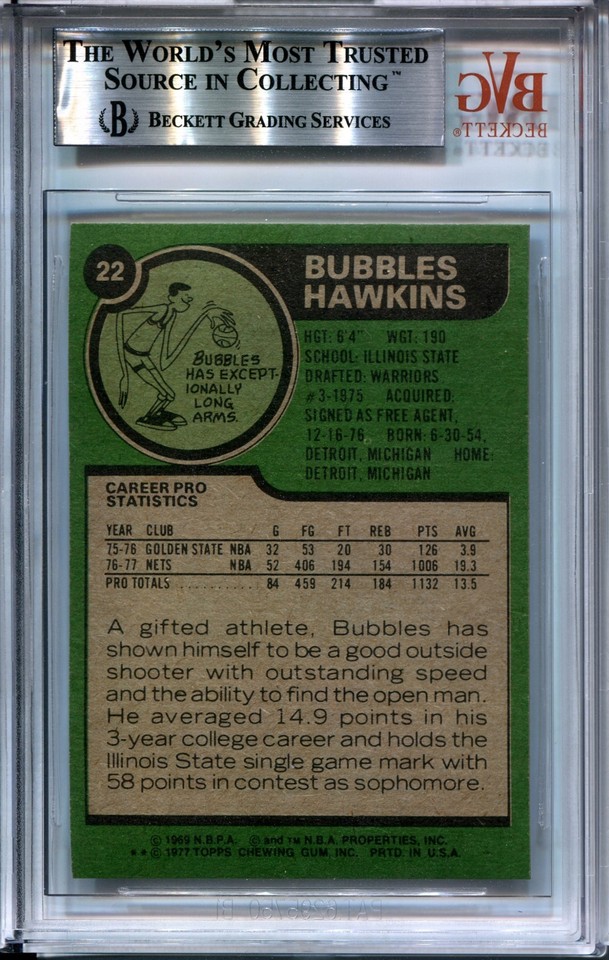 THE WORLD'S MOST TRUSTED
SOURCE IN COLLECTING™
B BECKETT GRADING SERVICES
BVG
BECKETT®
22
BUBBLES
HAWKINS
BUBBLES
HAS EXCEPT-
IONALLY
LONG
ARMS.
HGT: 6'4" WGT: 190
SCHOOL: ILLINOIS STATE
DRAFTED: WARRIORS
#3-1975 ACQUIRED:
SIGNED AS FREE AGENT,
12-16-76 BORN: 6-30-54,
DETROIT, MICHIGAN HOME:
DETROIT, MICHIGAN
CAREER PRO
STATISTICS
YEAR CLUB G FG FT REB PTS AVG
75-76 GOLDEN STATE NBA 32 53 20 30 126 3.9
76-77 NETS NBA 52 406 194 154 1006 19.3
PRO TOTALS ........... 84 459 214 184 1132 13.5
A gifted athlete, Bubbles has
shown himself to be a good outside
shooter with outstanding speed
and the ability to find the open man.
He averaged 14.9 points in his
3-year college career and holds the
Illinois State single game mark with
58 points in contest as sophomore.
© 1969 N.B.P.A. © and ™ N.B.A. PROPERTIES, INC.
** © 1977 TOPPS CHEWING GUM, INC. PRTD. IN U.S.A.